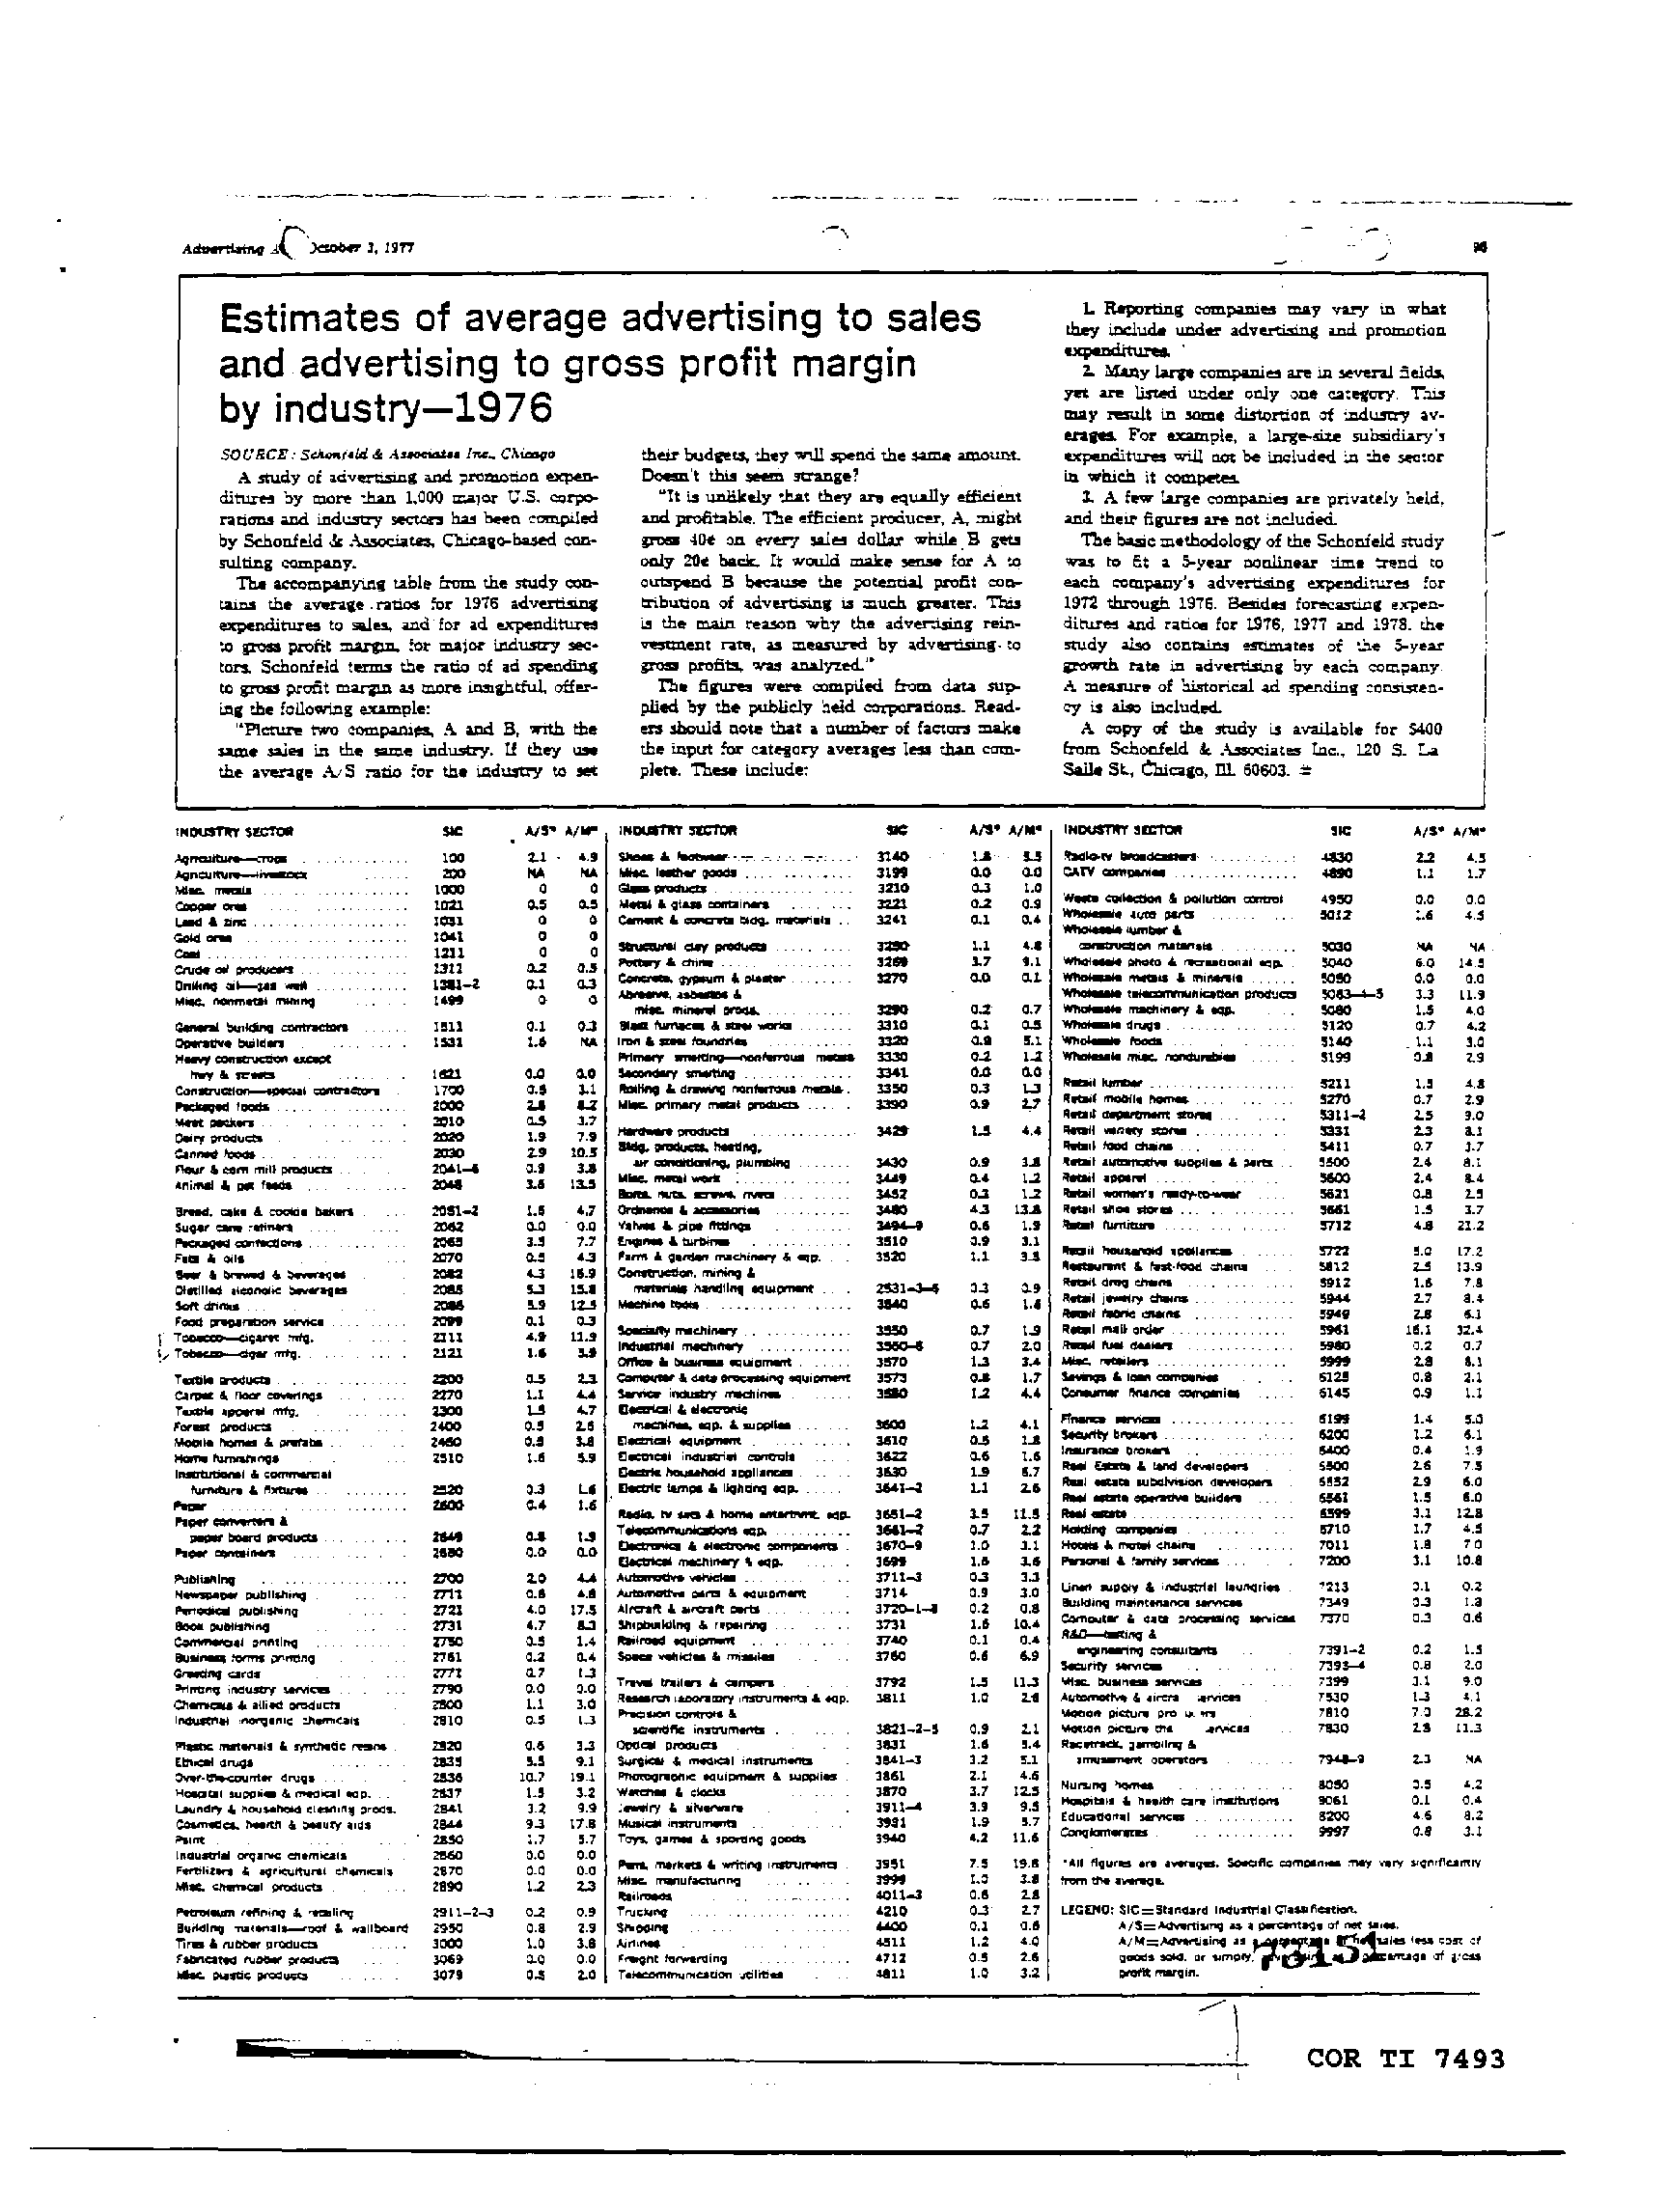 Advertising October 3, 1977
Estimates of average advertising to sales
and advertising to gross profit margin
by industry—1976
SOURCE: Schonfeld & Associates Inc., Chicago
A study of advertising and promotion expen-
ditures by more than 1,000 major U.S. corpo-
rations and industry sectors has been compiled
by Schonfeld & Associates, Chicago-based con-
sulting company.
The accompanying table from the study con-
tains the average ratios for 1976 advertising
expenditures to sales, and for ad expenditures
to gross profit margin, for major industry sec-
tors. Schonfeld terms the ratio of ad spending
to gross profit margin as more insightful, offer-
ing the following example:
"Picture two companies, A and B, with the
same sales in the same industry. If they use
the average A/S ratio for the industry to set
their budgets, they will spend the same amount.
Doesn't this seem strange?
"It is unlikely that they are equally efficient
and profitable. The efficient producer, A, might
gross 40¢ on every sales dollar while B gets
only 20¢ back. It would make sense for A to
outspend B because the potential profit con-
tribution of advertising is much greater. This
is the main reason why the advertising rein-
vestment rate, as measured by advertising to
gross profits, was analyzed."
The figures were compiled from data sup-
plied by the publicly held corporations. Read-
ers should note that a number of factors make
the input for category averages less than com-
plete. These include:
1. Reporting companies may vary in what
they include under advertising and promotion
expenditures.
2. Many large companies are in several fields,
yet are listed under only one category. This
may result in some distortion of industry av-
erages. For example, a large-size subsidiary's
expenditures will not be included in the sector
in which it competes.
3. A few large companies are privately held,
and their figures are not included.
The basic methodology of the Schonfeld study
was to fit a 5-year nonlinear time trend to
each company's advertising expenditures for
1972 through 1976. Besides forecasting expen-
ditures and ratios for 1976, 1977 and 1978, the
study also contains estimates of the 5-year
growth rate in advertising by each company.
A measure of historical ad spending consisten-
cy is also included.
A copy of the study is available for $400
from Schonfeld & Associates Inc., 120 S. La
Salle St., Chicago, Ill. 60603.
INDUSTRY SECTOR SIC A/S* A/M*
Agriculture—crops 100 2.1 4.9
Agriculture—livestock 200 NA NA
Misc. metals 1000 0 0
Copper ores 1021 0.5 0.5
Lead & zinc 1031 0 0
Gold ores 1041 0 0
Coal 1211 0 0
Crude oil producers 1311 0.2 0.5
Drilling oil—gas well 1381-2 0.1 0.3
Misc. nonmetal mining 1499 0 0
General building contractors 1511 0.1 0.3
Operative builders 1531 1.6 NA
Heavy construction except
hwy & streets 1621 0.0 0.0
Construction—special contractors 1700 0.5 3.1
Packaged foods 2000
Meat packers 2010 0.5 3.7
Dairy products 2020 1.9 7.9
Canned foods 2030 2.9 10.5
Flour & corn mill products 2041-6 0.9 3.8
Animal & pet feeds 2048 3.6 13.5
Bread, cake & cookie bakers 2051-2 1.6 4.7
Sugar cane refiners 2062 0.0 0.0
Packaged confections 2065 3.5 7.7
Fats & oils 2070 0.5 4.3
Beer & brewed & beverages 2082 4.3 16.9
Distilled alcoholic beverages 2085 5.3 15.8
Soft drinks 2086 5.9 12.5
Food preparation service 2099 0.1 0.3
Tobacco—cigaret mfg. 2111 4.9 11.9
Tobacco—cigar mfg. 2121 1.6
Textile products 2200 0.5 2.3
Carpet & floor coverings 2270 1.1 4.4
Textile apparel mfg. 2300 1.5 4.7
Forest products 2400 0.5 2.6
Mobile homes & prefabs 2450 3.8
Home furnishings 2510 1.6 5.9
Institutional & commercial
furniture & fixtures 2520 0.3 1.6
Paper 2600 0.4 1.6
Paper converters &
paper board products 2649 0.8 1.9
Paper containers 2650 0.0 0.0
Publishing 2700 2.0 4.4
Newspaper publishing 2711 0.8 4.8
Periodical publishing 2721 4.0 17.5
Book publishing 2731 4.7 8.3
Commercial printing 2750 0.5 1.4
Business forms printing 2761 0.2 0.4
Greeting cards 2771 0.7 1.3
Printing industry services 2790 0.0 0.0
Chemicals & allied products 2800 1.1 3.0
Industrial inorganic chemicals 2810 0.5 1.3
Plastic materials & synthetic resins 2820 0.6 3.3
Ethical drugs 2835 5.5 9.1
Over-the-counter drugs 2836 10.7 19.1
Hospital supplies & medical eqp. 2837 1.5 3.2
Laundry & household cleaning prods. 2841 3.2 9.9
Cosmetics, health & beauty aids 2844 9.3 17.8
Paint 2850 1.7 5.7
Industrial organic chemicals 2860 0.0 0.0
Fertilizers & agricultural chemicals 2870 0.0 0.0
Misc. chemical products 2890 1.2 2.3
Petroleum refining & retailing 2911-2-3 0.2 0.9
Building materials—roof & wallboard 2950 0.8 2.9
Tires & rubber products 3000 1.0 3.8
Fabricated rubber products 3069 0.0 0.0
Misc. plastic products 3079 0.5 2.0
INDUSTRY SECTOR SIC A/S* A/M*
Shoes & footwear 3140 1.8 5.5
Misc. leather goods 3199 0.0 0.0
Glass products 3210 0.3 1.0
Metal & glass containers 3221 0.2 0.9
Cement & concrete bldg. materials 3241 0.1 0.4
Structural clay products 3250 1.1 4.8
Pottery & china 3269 3.7 9.1
Concrete, gypsum & plaster 3270 0.0 0.1
Abrasive, asbestos &
misc. mineral prods. 3290 0.2 0.7
Blast furnaces & steel works 3310 0.1 0.5
Iron & steel foundries 3320 0.9 5.1
Primary smelting—nonferrous metals 3330 0.2 1.2
Secondary smelting 3341 0.0 0.0
Rolling & drawing nonferrous metals 3350 0.3 1.3
Misc. primary metal products 3390 0.9 2.7
Hardware products 3429 1.5 4.4
Bldg. products, heating,
air conditioning, plumbing 3430 0.9 3.8
Misc. metal work 3449 0.4 1.2
Bolts, nuts, screws, rivets 3452 0.3 1.2
Ordnance & accessories 3480 4.3 13.8
Valves & pipe fittings 3494-9 0.6 1.9
Engines & turbines 3510 0.9 3.1
Farm & garden machinery & eqp. 3520 1.1 3.5
Construction, mining &
materials handling equipment 2531-3-6 0.3 0.9
Machine tools 3540 0.6 1.6
Specialty machinery 3550 0.7 1.9
Industrial machinery 3560-8 0.7 2.0
Office & business equipment 3570 1.3 3.4
Computer & data processing equipment 3573 0.8 1.7
Service industry machines 3580 1.2 4.4
Electrical & electronic
machines, eqp. & supplies 3600 1.2 4.1
Electrical equipment 3610 0.5 1.8
Electrical industrial controls 3622 0.6 1.6
Electric household appliances 3630 1.9 6.7
Electric lamps & lighting eqp. 3641-2 1.1 2.6
Radio, tv sets & home entertnmt. eqp. 3651-2 3.5 11.5
Telecommunications eqp. 3661-2 0.7 2.2
Electronics & electronic components 3670-9 1.0 3.1
Electrical machinery & eqp. 3699 1.6 3.6
Automotive vehicles 3711-3 0.3 3.3
Automotive parts & equipment 3714 0.9 3.0
Aircraft & aircraft parts 3720-1-8 0.2 0.8
Shipbuilding & repairing 3731 1.6 10.4
Railroad equipment 3740 0.1 0.4
Space vehicles & missiles 3760 0.6 6.9
Travel trailers & campers 3792 1.5 11.3
Research laboratory instruments & eqp. 3811 1.0 2.6
Precision controls &
scientific instruments 3821-2-5 0.9 2.1
Optical products 3831 1.6 5.4
Surgical & medical instruments 3841-3 3.2 5.1
Photographic equipment & supplies 3861 2.1 4.6
Watches & clocks 3870 3.7 12.5
Jewelry & silverware 3911-4 3.9 9.5
Musical instruments 3931 1.9 5.7
Toys, games & sporting goods 3940 4.2 11.6
Pens, markets & writing instruments 3951 7.5 19.8
Misc. manufacturing 3999 1.0 3.8
Railroads 4011-3 0.6 2.8
Trucking 4210 0.3 2.7
Shipping 4400 0.1 0.6
Airlines 4511 1.2 4.0
Freight forwarding 4712 0.5 2.6
Telecommunication utilities 4811 1.0 3.2
INDUSTRY SECTOR SIC A/S* A/M*
Radio-tv broadcasters 4830 2.2 4.5
CATV companies 4890 1.1 1.7
Waste collection & pollution control 4950 0.0 0.0
Wholesale auto parts 5012 1.6 4.5
Wholesale lumber &
construction materials 5030 NA NA
Wholesale photo & recreational eqp. 5040 6.0 14.5
Wholesale metals & minerals 5050 0.0 0.0
Wholesale telecommunication products 5063-4-5 3.3 11.9
Wholesale machinery & eqp. 5080 1.5 4.0
Wholesale drugs 5120 0.7 4.2
Wholesale foods 5140 1.1 3.0
Wholesale misc. nondurables 5199 0.8 2.9
Retail lumber 5211 1.5 4.8
Retail mobile homes 5270 0.7 2.9
Retail department stores 5311-2 2.5 9.0
Retail variety stores 5331 2.3 8.1
Retail food chains 5411 0.7 3.7
Retail automotive supplies & parts 5500 2.4 8.1
Retail apparel 5600 2.4 8.4
Retail women's ready-to-wear 5621 0.8 2.5
Retail shoe stores 5661 1.5 3.7
Retail furniture 5712 4.8 21.2
Retail household appliances 5722 5.0 17.2
Restaurant & fast-food chains 5812 2.5 13.9
Retail drug chains 5912 1.6 7.8
Retail jewelry chains 5944 2.7 8.4
Retail fabric chains 5949 2.8 6.1
Retail mail order 5961 16.1 32.4
Retail fuel dealers 5980 0.2 0.7
Misc. retailers 5999 2.8 8.1
Savings & loan companies 6125 0.8 2.1
Consumer finance companies 6145 0.9 1.1
Finance services 6199 1.4 5.0
Security brokers 6200 1.2 6.1
Insurance brokers 6400 0.4 1.9
Real Estate & land developers 6500 2.6 7.5
Real estate subdivision developers 6552 2.9 6.0
Real estate operative builders 6561 1.5 6.0
Real estate 6599 3.1 12.8
Holding companies 6710 1.7 4.5
Hotels & motel chains 7011 1.8 7.0
Personal & family services 7200 3.1 10.8
Linen supply & industrial laundries 7213 0.1 0.2
Building maintenance services 7349 0.3 1.3
Computer & data processing services 7370 0.3 0.6
R&D—testing &
engineering consultants 7391-2 0.2 1.5
Security services 7393-4 0.8 2.0
Misc. business services 7399 3.1 9.0
Automotive & aircra services 7530 1.3 4.1
Motion picture pro 7810 7.0 28.2
Motion picture services 7830 2.8 11.3
Racetrack, gambling &
amusement operators 7948-9 2.3 NA
Nursing homes 8050 0.5 4.2
Hospitals & health care institutions 9061 0.1 0.4
Educational services 8200 4.6 8.2
Conglomerates 9997 0.8 3.1
*All figures are averages. Specific companies may vary significantly
from the average.
LEGEND: SIC=Standard Industrial Classification.
A/S=Advertising as a percentage of net sales.
A/M=Advertising as a percentage of net sales less cost of
goods sold, or simply, advertising as a percentage of gross
profit margin.
73151
COR TI 7493